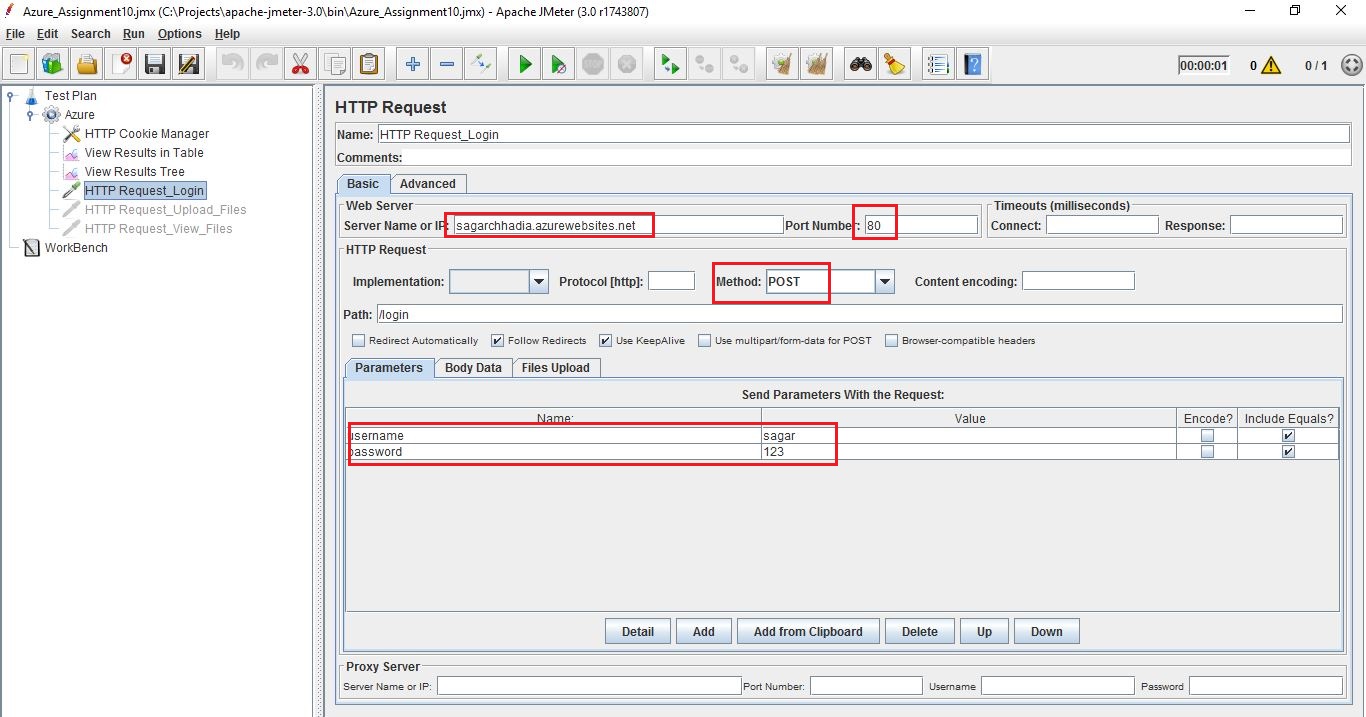 Azure_Assignment10.jmx (C:\Projects\apache-jmeter-3.0\bin\Azure_Assignment10.jmx) - Apache JMeter (3.0 r1743807)
File Edit Search Run Options Help
00:00:01 0 0 / 1
Test Plan
Azure
HTTP Cookie Manager
View Results in Table
View Results Tree
HTTP Request_Login
HTTP Request_Upload_Files
HTTP Request_View_Files
WorkBench
HTTP Request
Name: HTTP Request_Login
Comments:
Basic Advanced
Web Server Timeouts (milliseconds)
Server Name or IP: sagarchhadia.azurewebsites.net Port Number: 80 Connect: Response:
HTTP Request
Implementation: Protocol [http]: Method: POST Content encoding:
Path: /login
Redirect Automatically Follow Redirects Use KeepAlive Use multipart/form-data for POST Browser-compatible headers
Parameters Body Data Files Upload
Send Parameters With the Request:
Name: Value Encode? Include Equals?
username sagar
password 123
Detail Add Add from Clipboard Delete Up Down
Proxy Server
Server Name or IP: Port Number: Username Password